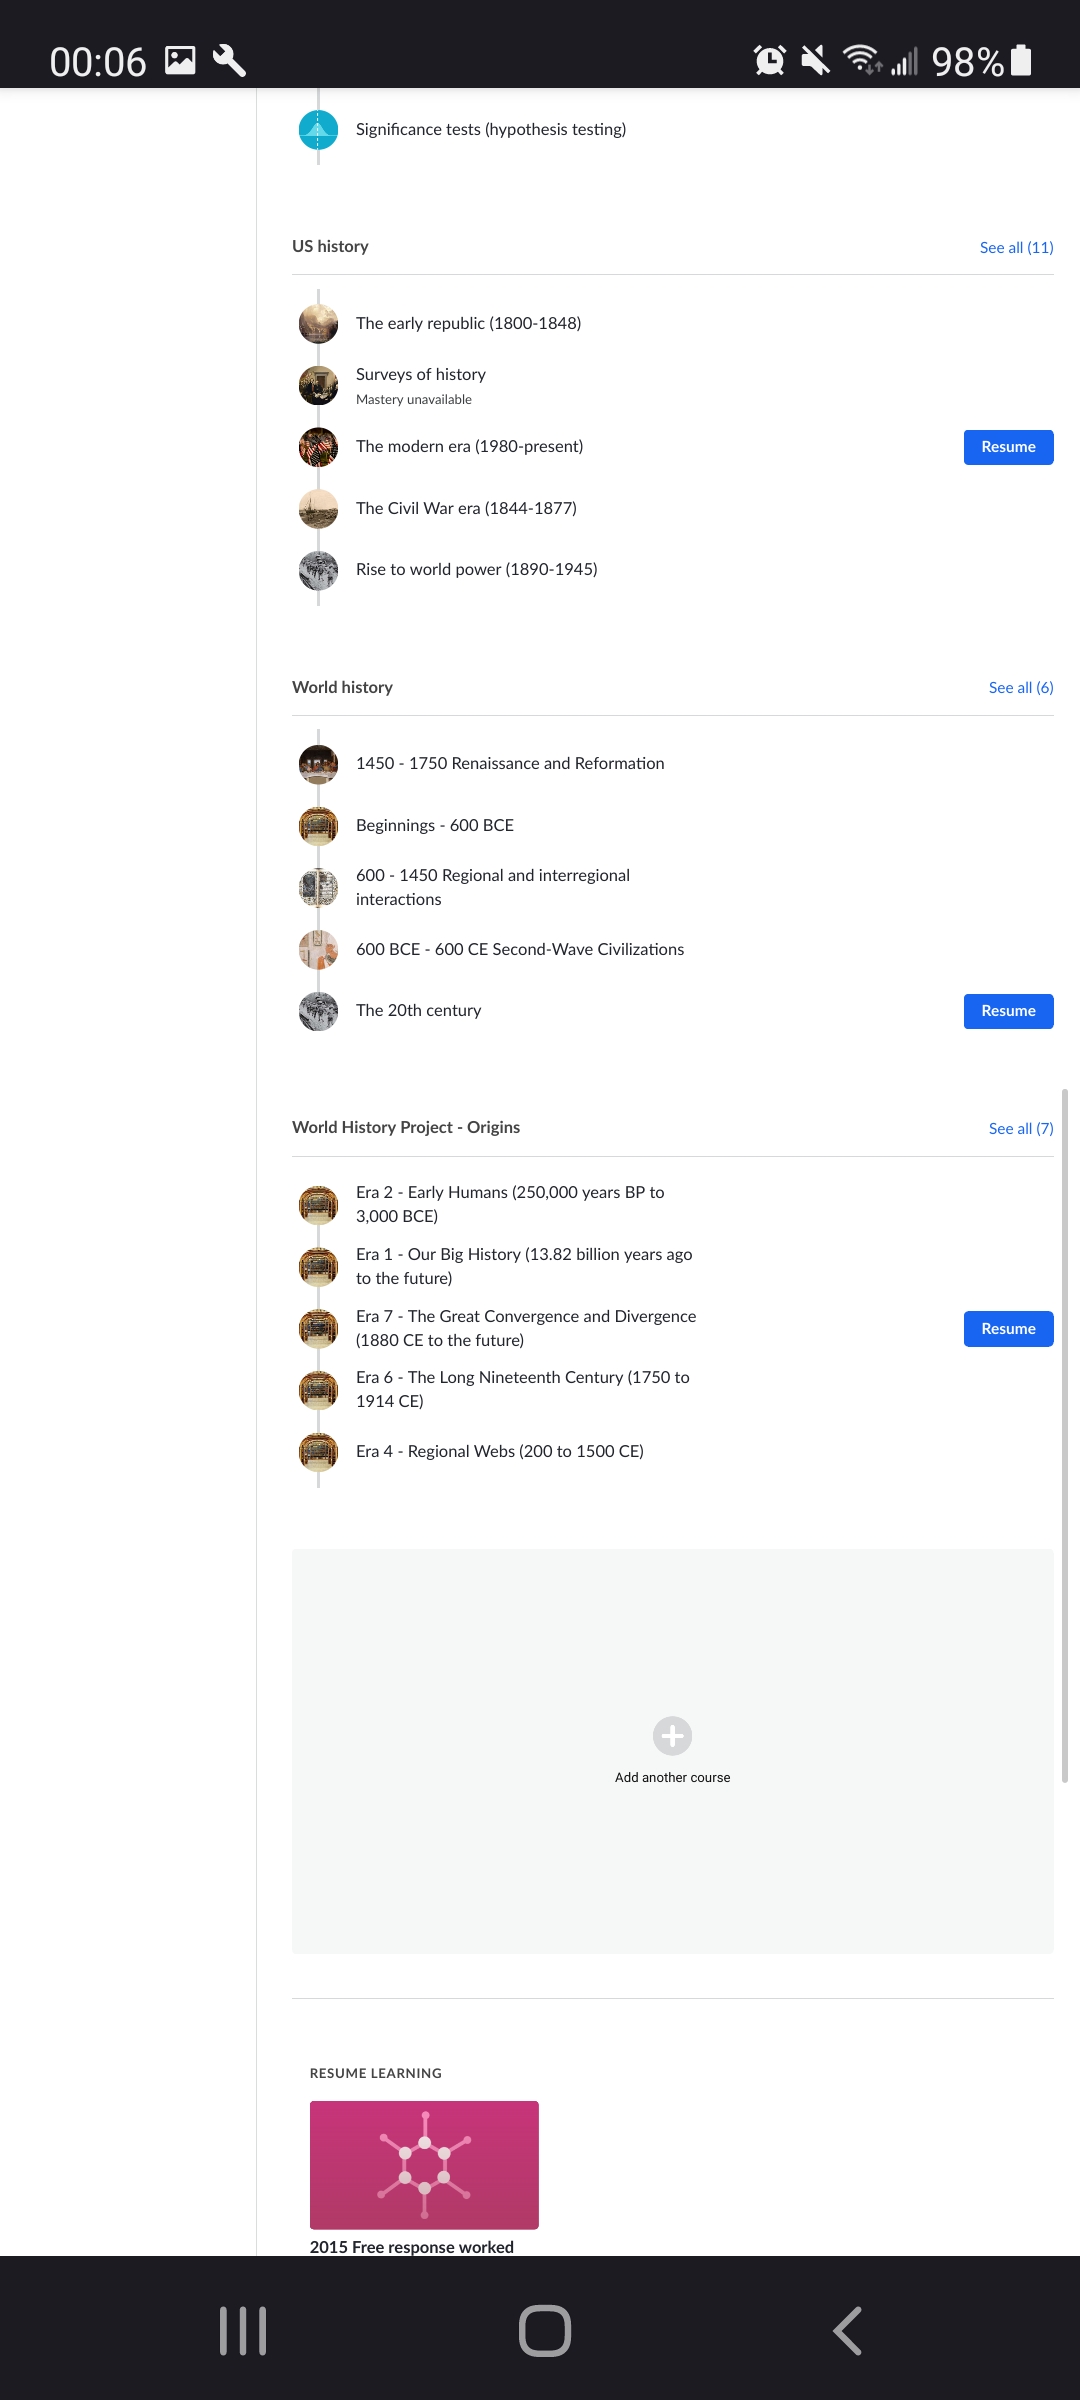 00:06
98%
Significance tests (hypothesis testing)
US history
See all (11)
The early republic (1800-1848)
Surveys of history
Mastery unavailable
The modern era (1980-present)
Resume
The Civil War era (1844-1877)
Rise to world power (1890-1945)
World history
See all (6)
1450 - 1750 Renaissance and Reformation
Beginnings - 600 BCE
600 - 1450 Regional and interregional
interactions
600 BCE - 600 CE Second-Wave Civilizations
The 20th century
Resume
World History Project - Origins
See all (7)
Era 2 - Early Humans (250,000 years BP to
3,000 BCE)
Era 1 - Our Big History (13.82 billion years ago
to the future)
Era 7 - The Great Convergence and Divergence
(1880 CE to the future)
Resume
Era 6 - The Long Nineteenth Century (1750 to
1914 CE)
Era 4 - Regional Webs (200 to 1500 CE)
Add another course
RESUME LEARNING
2015 Free response worked